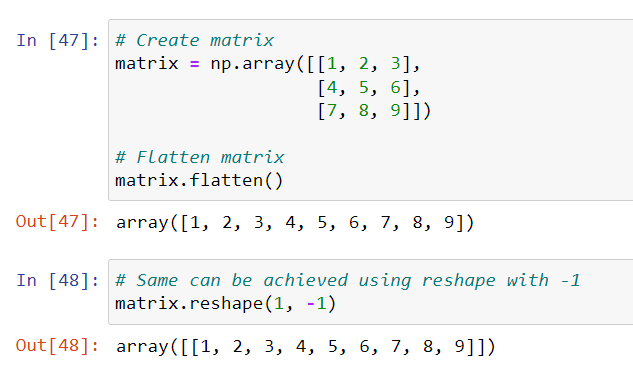 In [47]: # Create matrix
matrix = np.array([[1, 2, 3],
[4, 5, 6],
[7, 8, 9]])
# Flatten matrix
matrix.flatten()
Out[47]: array([1, 2, 3, 4, 5, 6, 7, 8, 9])
In [48]: # Same can be achieved using reshape with -1
matrix.reshape(1, -1)
Out[48]: array([[1, 2, 3, 4, 5, 6, 7, 8, 9]])